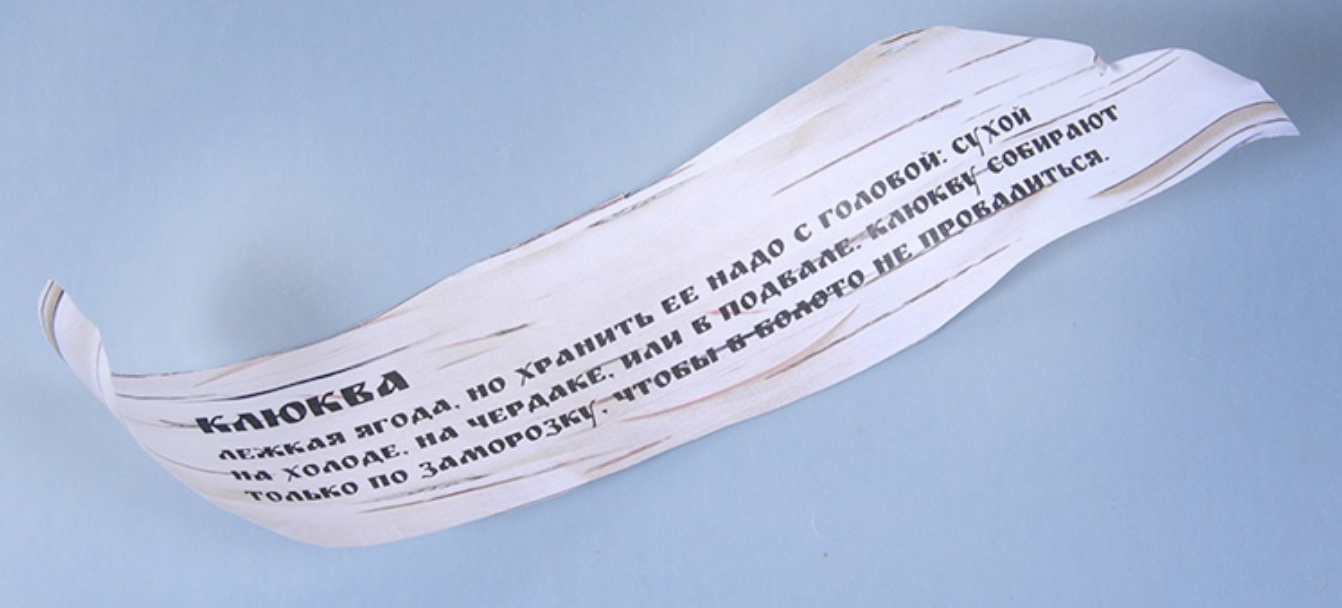 КЛЮКВА
ЛЕЖКАЯ ЯГОДА, НО ХРАНИТЬ ЕЕ НАДО С ГОЛОВОЙ: СУХОЙ
НА ХОЛОДЕ, НА ЧЕРДАКЕ, ИЛИ В ПОДВАЛЕ. КЛЮКВУ СОБИРАЮТ
ТОЛЬКО ПО ЗАМОРОЗКУ, ЧТОБЫ В БОЛОТО НЕ ПРОВАЛИТЬСЯ.